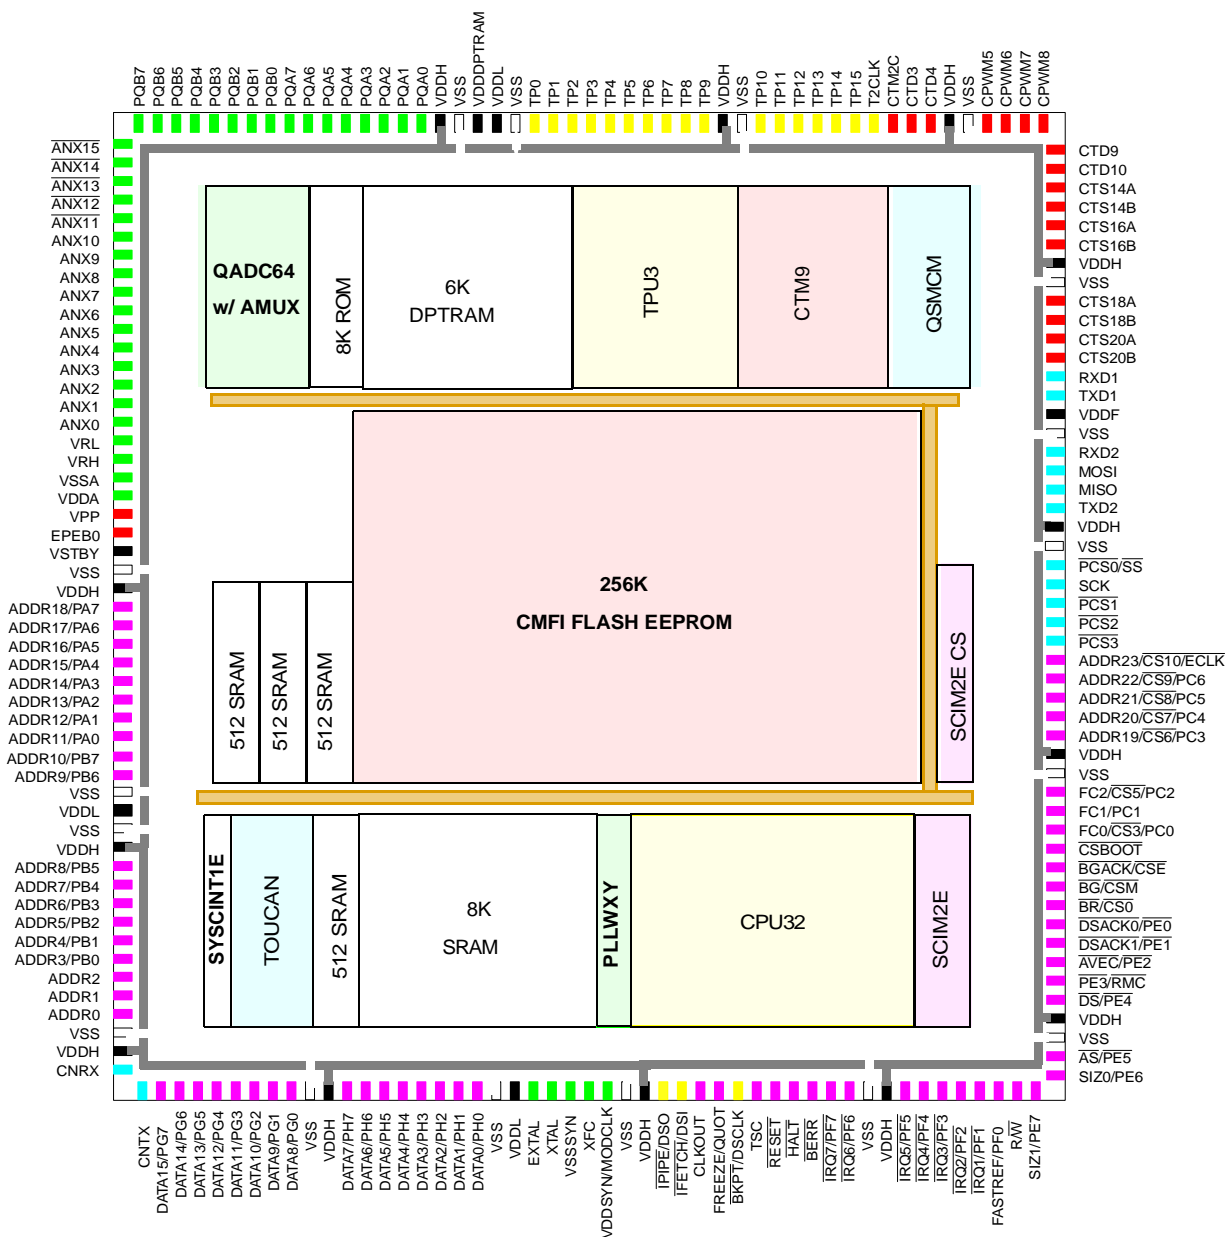 PQB7
PQB6
PQB5
PQB4
PQB3
PQB2
PQB1
PQB0
PQA7
PQA6
PQA5
PQA4
PQA3
PQA2
PQA1
PQA0
VDDH
VSS
VDDDPTRAM
VDDL
VSS
TP0
TP1
TP2
TP3
TP4
TP5
TP6
TP7
TP8
TP9
VDDH
VSS
TP10
TP11
TP12
TP13
TP14
TP15
T2CLK
CTM2C
CTD3
CTD4
VDDH
VSS
CPWM5
CPWM6
CPWM7
CPWM8
ANX15
ANX14
ANX13
ANX12
ANX11
ANX10
ANX9
ANX8
ANX7
ANX6
ANX5
ANX4
ANX3
ANX2
ANX1
ANX0
VRL
VRH
VSSA
VDDA
VPP
EPEB0
VSTBY
VSS
VDDH
ADDR18/PA7
ADDR17/PA6
ADDR16/PA5
ADDR15/PA4
ADDR14/PA3
ADDR13/PA2
ADDR12/PA1
ADDR11/PA0
ADDR10/PB7
ADDR9/PB6
VSS
VDDL
VSS
VDDH
ADDR8/PB5
ADDR7/PB4
ADDR6/PB3
ADDR5/PB2
ADDR4/PB1
ADDR3/PB0
ADDR2
ADDR1
ADDR0
VSS
VDDH
CNRX
QADC64
w/ AMUX
8K ROM
6K
DPTRAM
TPU3
CTM9
QSMCM
256K
CMFI FLASH EEPROM
512 SRAM
512 SRAM
512 SRAM
SCIM2E CS
SYSCINT1E
TOUCAN
512 SRAM
8K
SRAM
PLLWXY
CPU32
SCIM2E
CTD9
CTD10
CTS14A
CTS14B
CTS16A
CTS16B
VDDH
VSS
CTS18A
CTS18B
CTS20A
CTS20B
RXD1
TXD1
VDDF
VSS
RXD2
MOSI
MISO
TXD2
VDDH
VSS
PCS0/SS
SCK
PCS1
PCS2
PCS3
ADDR23/CS10/ECLK
ADDR22/CS9/PC6
ADDR21/CS8/PC5
ADDR20/CS7/PC4
ADDR19/CS6/PC3
VDDH
VSS
FC2/CS5/PC2
FC1/PC1
FC0/CS3/PC0
CSBOOT
BGACK/CSE
BG/CSM
BR/CS0
DSACK0/PE0
DSACK1/PE1
AVEC/PE2
PE3/RMC
DS/PE4
VDDH
VSS
AS/PE5
SIZ0/PE6
CNTX
DATA15/PG7
DATA14/PG6
DATA13/PG5
DATA12/PG4
DATA11/PG3
DATA10/PG2
DATA9/PG1
DATA8/PG0
VSS
VDDH
DATA7/PH7
DATA6/PH6
DATA5/PH5
DATA4/PH4
DATA3/PH3
DATA2/PH2
DATA1/PH1
DATA0/PH0
VSS
VDDL
EXTAL
XTAL
VSSSYN
XFC
VDDSYN/MODCLK
VSS
VDDH
IPIPE/DSO
IFETCH/DSI
CLKOUT
FREEZE/QUOT
BKPT/DSCLK
TSC
RESET
HALT
BERR
IRQ7/PF7
IRQ6/PF6
VSS
VDDH
IRQ5/PF5
IRQ4/PF4
IRQ3/PF3
IRQ2/PF2
IRQ1/PF1
FASTREF/PF0
R/W
SIZ1/PE7